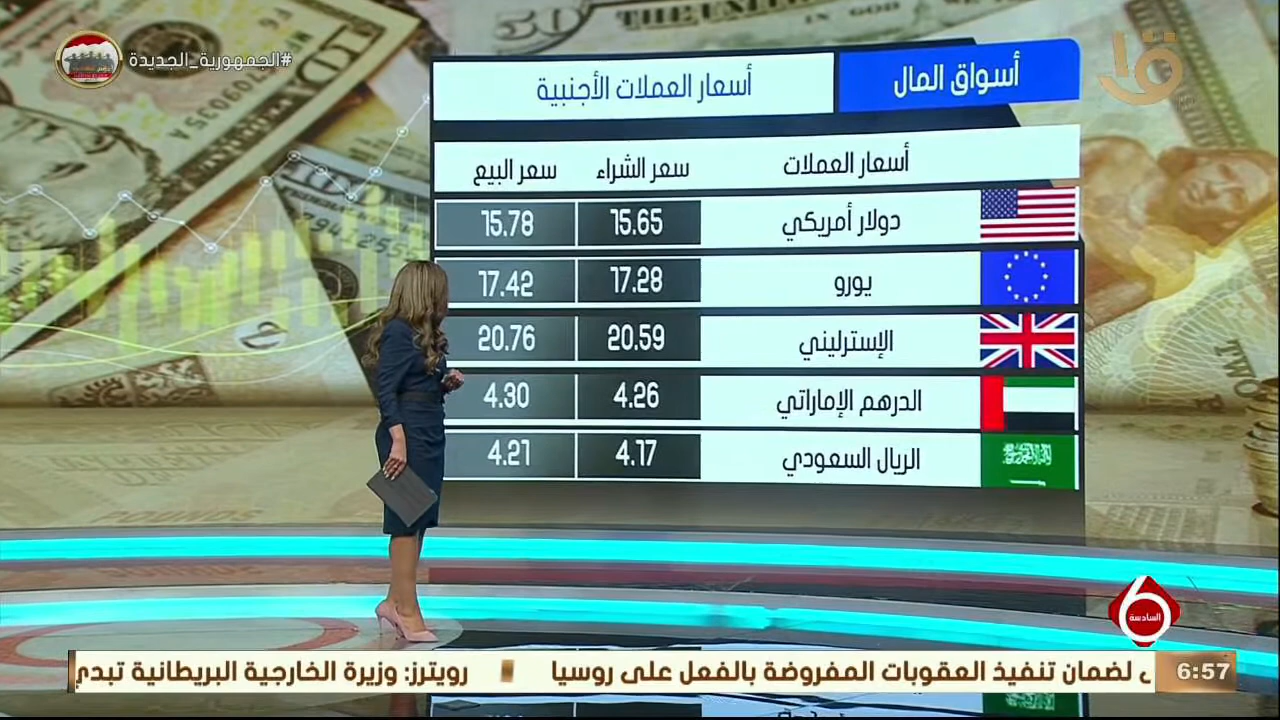 #الجمهورية_الجديدة
أسواق المال
أسعار العملات الأجنبية
أسعار العملات سعر الشراء سعر البيع
دولار أمريكي 15.65 15.78
يورو 17.28 17.42
الإسترليني 20.59 20.76
الدرهم الإماراتي 4.26 4.30
الريال السعودي 4.17 4.21
6
السادسة
6:57
لضمان تنفيذ العقوبات المفروضة بالفعل على روسيا رويترز: وزيرة الخارجية البريطانية